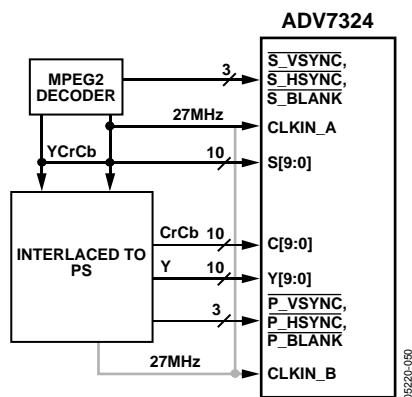 ADV7324
MPEG2
DECODER
3
S_VSYNC,
S_HSYNC,
S_BLANK
27MHz
CLKIN_A
YCrCb
10
S[9:0]
INTERLACED TO
PS
CrCb 10
C[9:0]
Y 10
Y[9:0]
3
P_VSYNC,
P_HSYNC,
P_BLANK
27MHz
CLKIN_B
05220-050